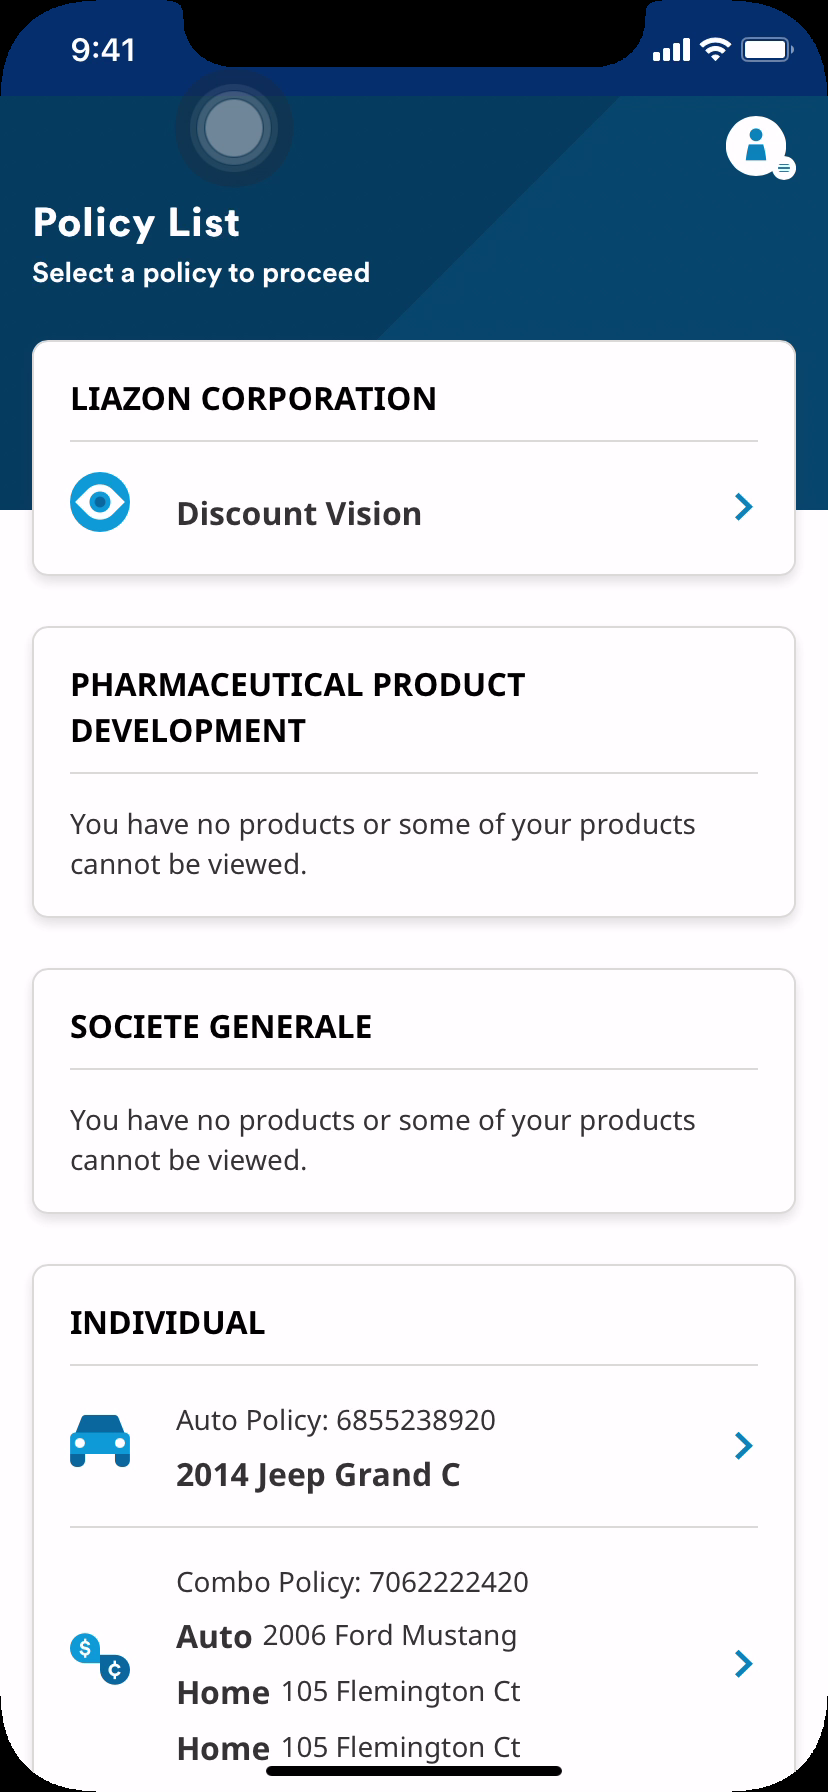 9:41
Policy List
Select a policy to proceed
LIAZON CORPORATION
Discount Vision
PHARMACEUTICAL PRODUCT
DEVELOPMENT
You have no products or some of your products
cannot be viewed.
SOCIETE GENERALE
You have no products or some of your products
cannot be viewed.
INDIVIDUAL
Auto Policy: 6855238920
2014 Jeep Grand C
Combo Policy: 7062222420
Auto 2006 Ford Mustang
$
¢
Home 105 Flemington Ct
Home 105 Flemington Ct